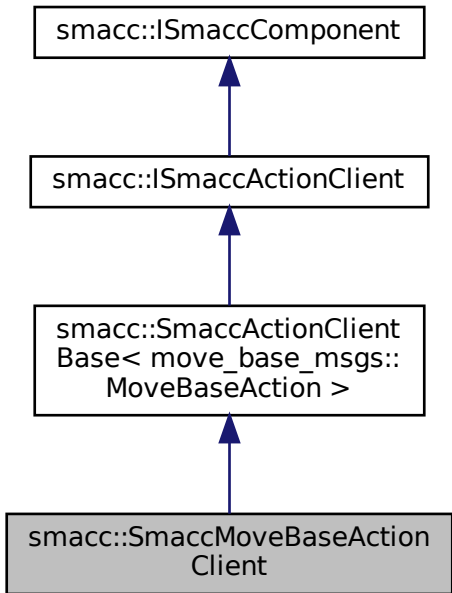 smacc::ISmaccComponent
smacc::ISmaccActionClient
smacc::SmaccActionClient
Base< move_base_msgs::
MoveBaseAction >
smacc::SmaccMoveBaseAction
Client